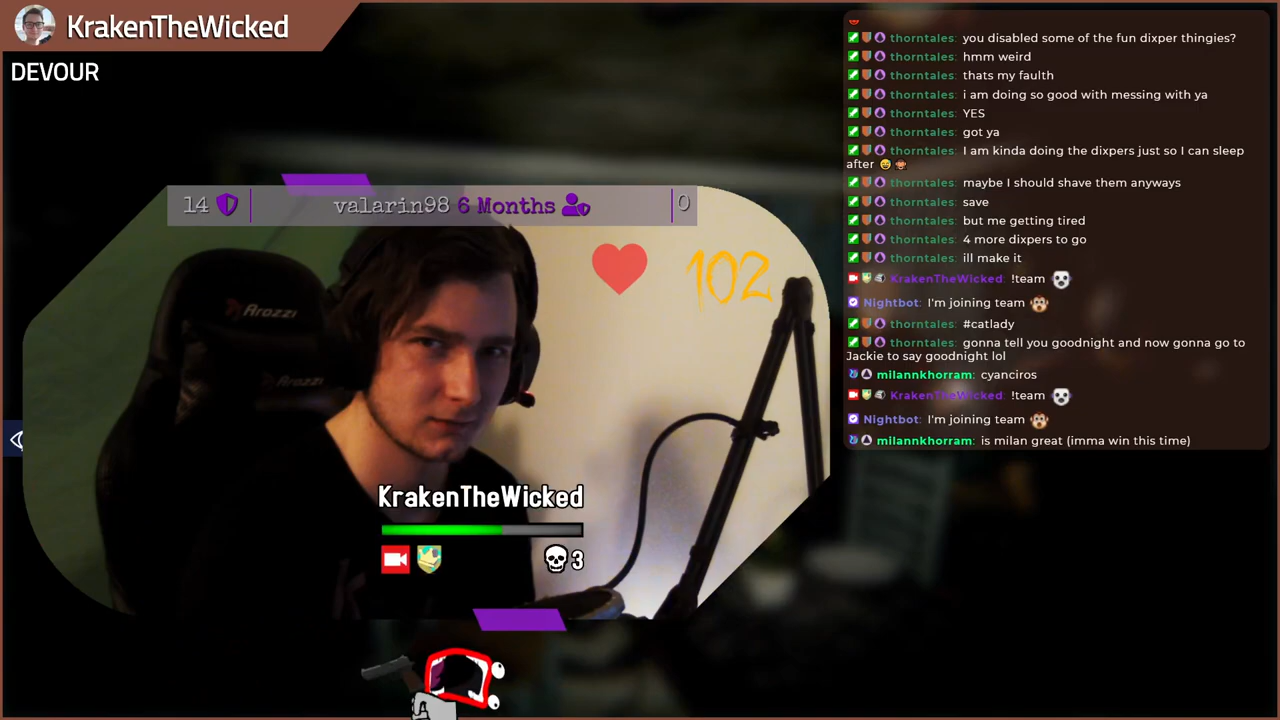 KrakenTheWicked
DEVOUR
14 valarin98 6 Months 0
102
Arozzi
Arozzi
KrakenTheWicked
3
thorntales: you disabled some of the fun dixper thingies?
thorntales: hmm weird
thorntales: thats my faulth
thorntales: i am doing so good with messing with ya
thorntales: YES
thorntales: got ya
thorntales: I am kinda doing the dixpers just so I can sleep
after
thorntales: maybe I should shave them anyways
thorntales: save
thorntales: but me getting tired
thorntales: 4 more dixpers to go
thorntales: ill make it
KrakenTheWicked: !team
Nightbot: I'm joining team
thorntales: #catlady
thorntales: gonna tell you goodnight and now gonna go to
Jackie to say goodnight lol
milannkhorram: cyanciros
KrakenTheWicked: !team
Nightbot: I'm joining team
milannkhorram: is milan great (imma win this time)